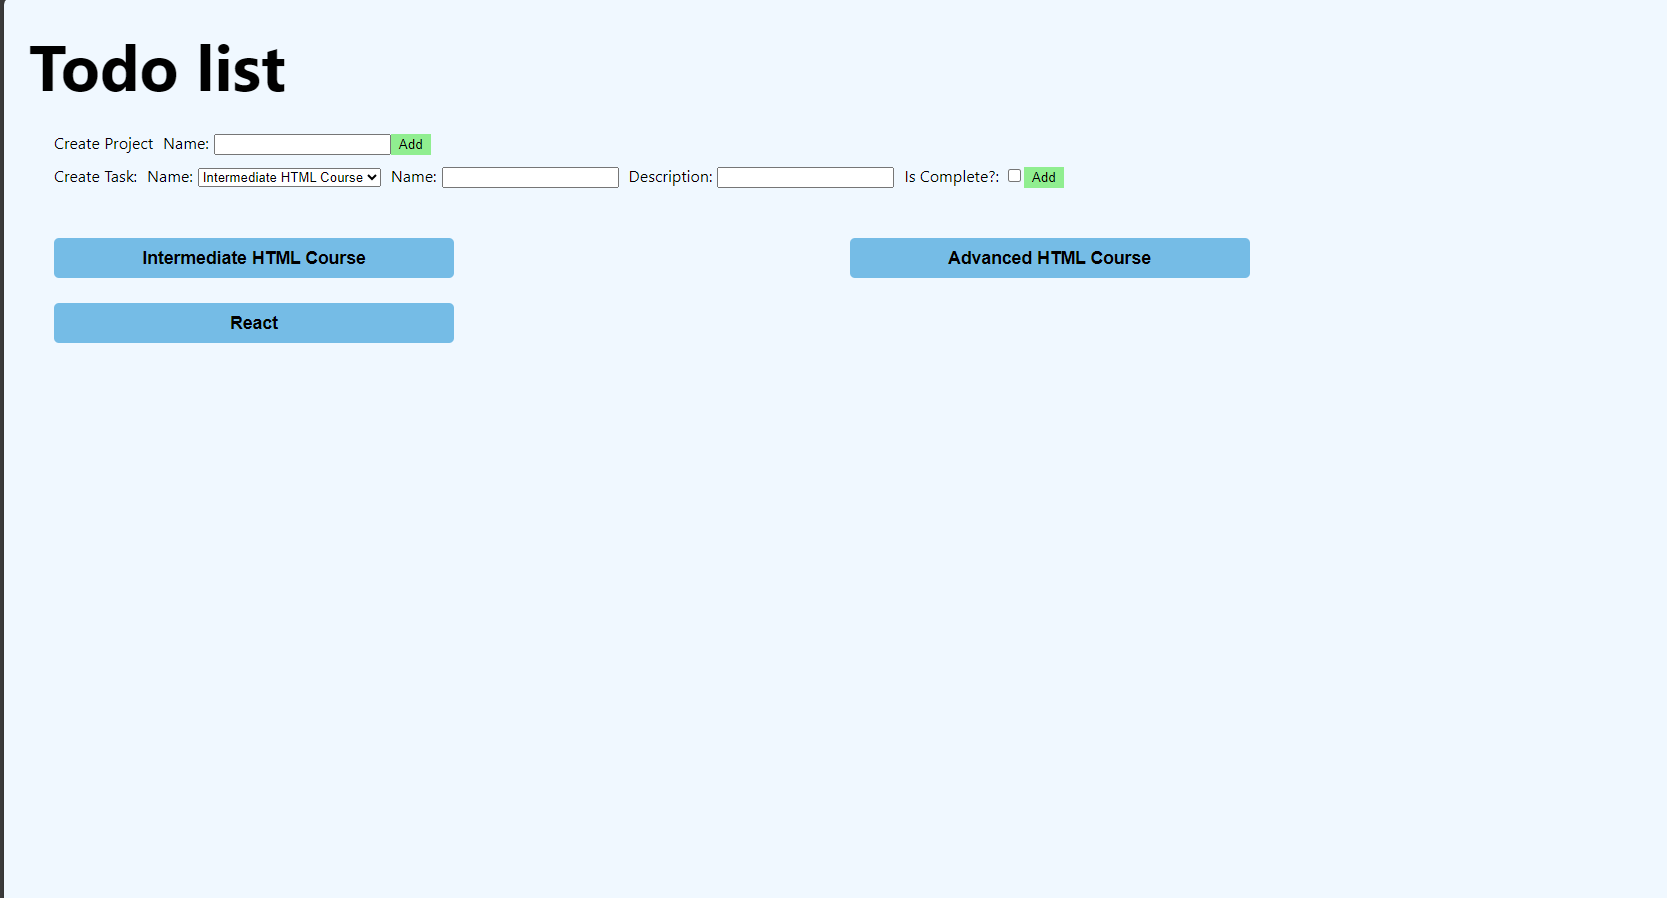 Todo list
Create Project Name: Add
Create Task: Name: Intermediate HTML Course Name: Description: Is Complete?: Add
Intermediate HTML Course Advanced HTML Course
React